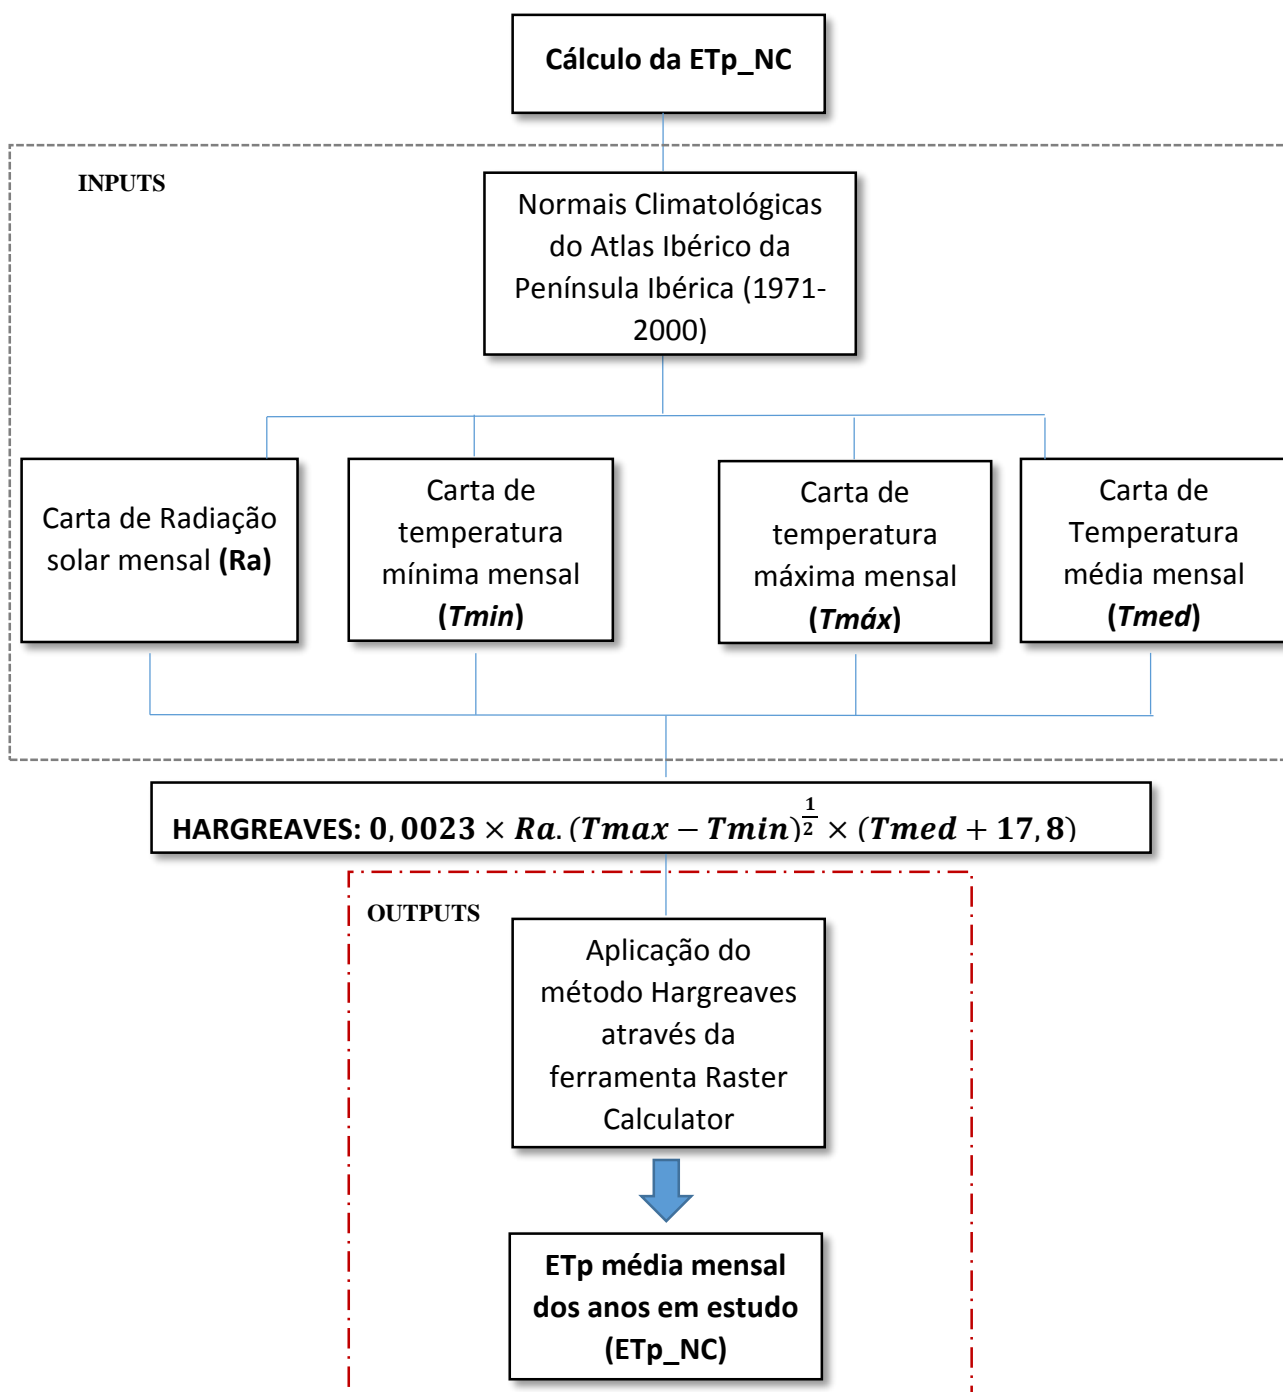 Cálculo da ETp_NC
INPUTS
Normais Climatológicas
do Atlas Ibérico da
Península Ibérica (1971-
2000)
Carta de Radiação
solar mensal (Ra)
Carta de
temperatura
mínima mensal
(Tmin)
Carta de
temperatura
máxima mensal
(Tmáx)
Carta de
Temperatura
média mensal
(Tmed)
HARGREAVES: 0,0023 × Ra. (Tmax − Tmin)^{1/2} × (Tmed + 17,8)
OUTPUTS
Aplicação do
método Hargreaves
através da
ferramenta Raster
Calculator
ETp média mensal
dos anos em estudo
(ETp_NC)